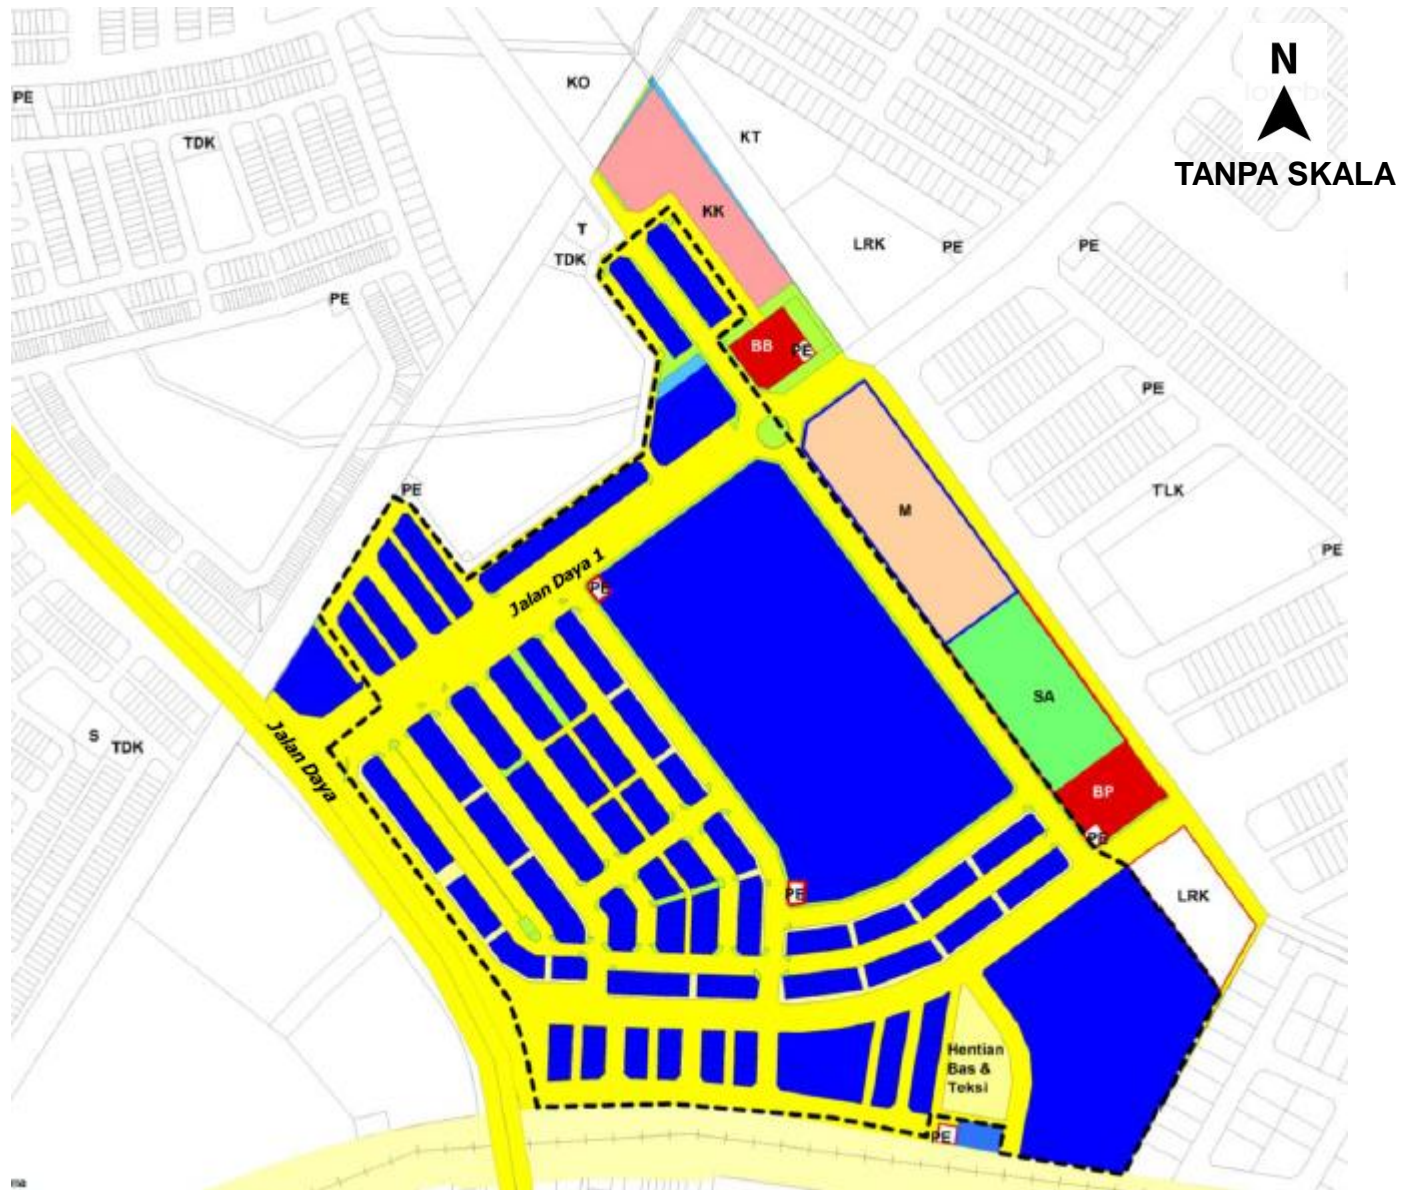 N
TANPA SKALA
KO
PE
TDK
KT
KK
T
TDK
LRK
PE
PE
PE
BB
PE
PE
M
TLK
PE
PE
Jalan Daya 1
PE
SA
S
TDK
Jalan Daya
BP
PE
PE
LRK
Hentian
Bas &
Teksi
PE